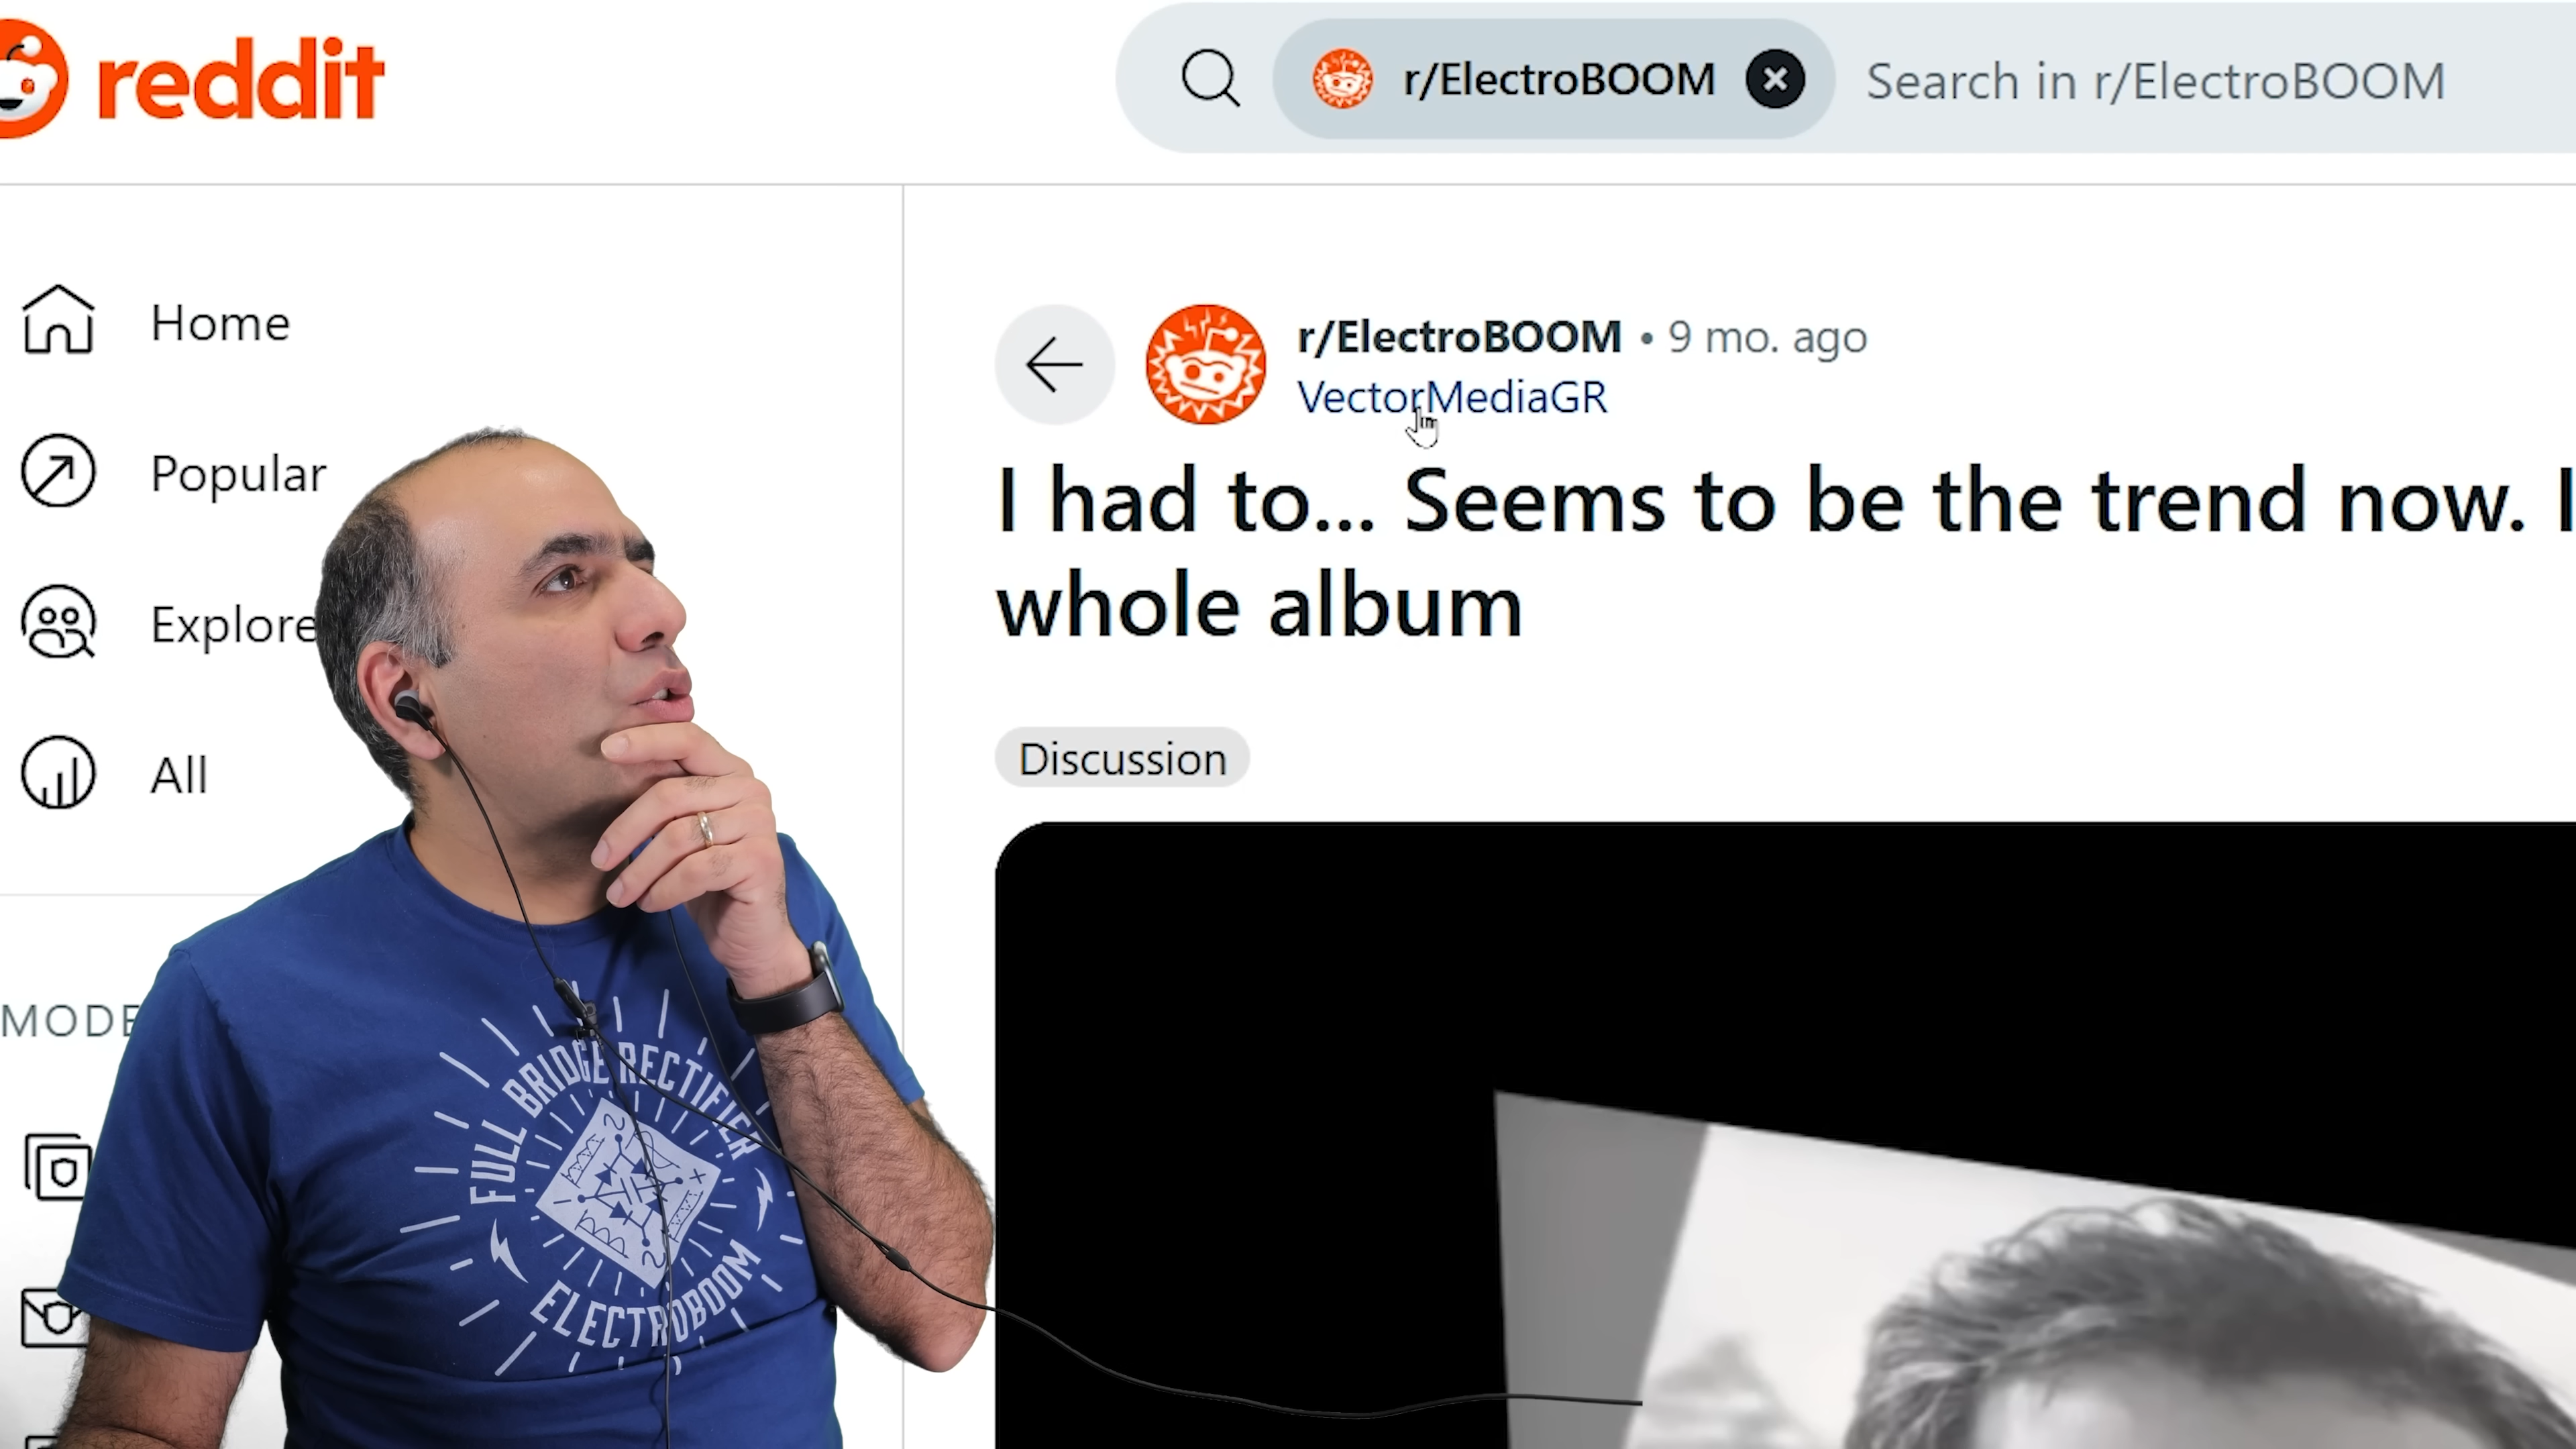 reddit
r/ElectroBOOM
Search in r/ElectroBOOM
Home
Popular
Explore
All
MODE
r/ElectroBOOM • 9 mo. ago
VectorMediaGR
I had to... Seems to be the trend now. I
whole album
Discussion
FULL BRIDGE RECTIFIER
ELECTROBOOM